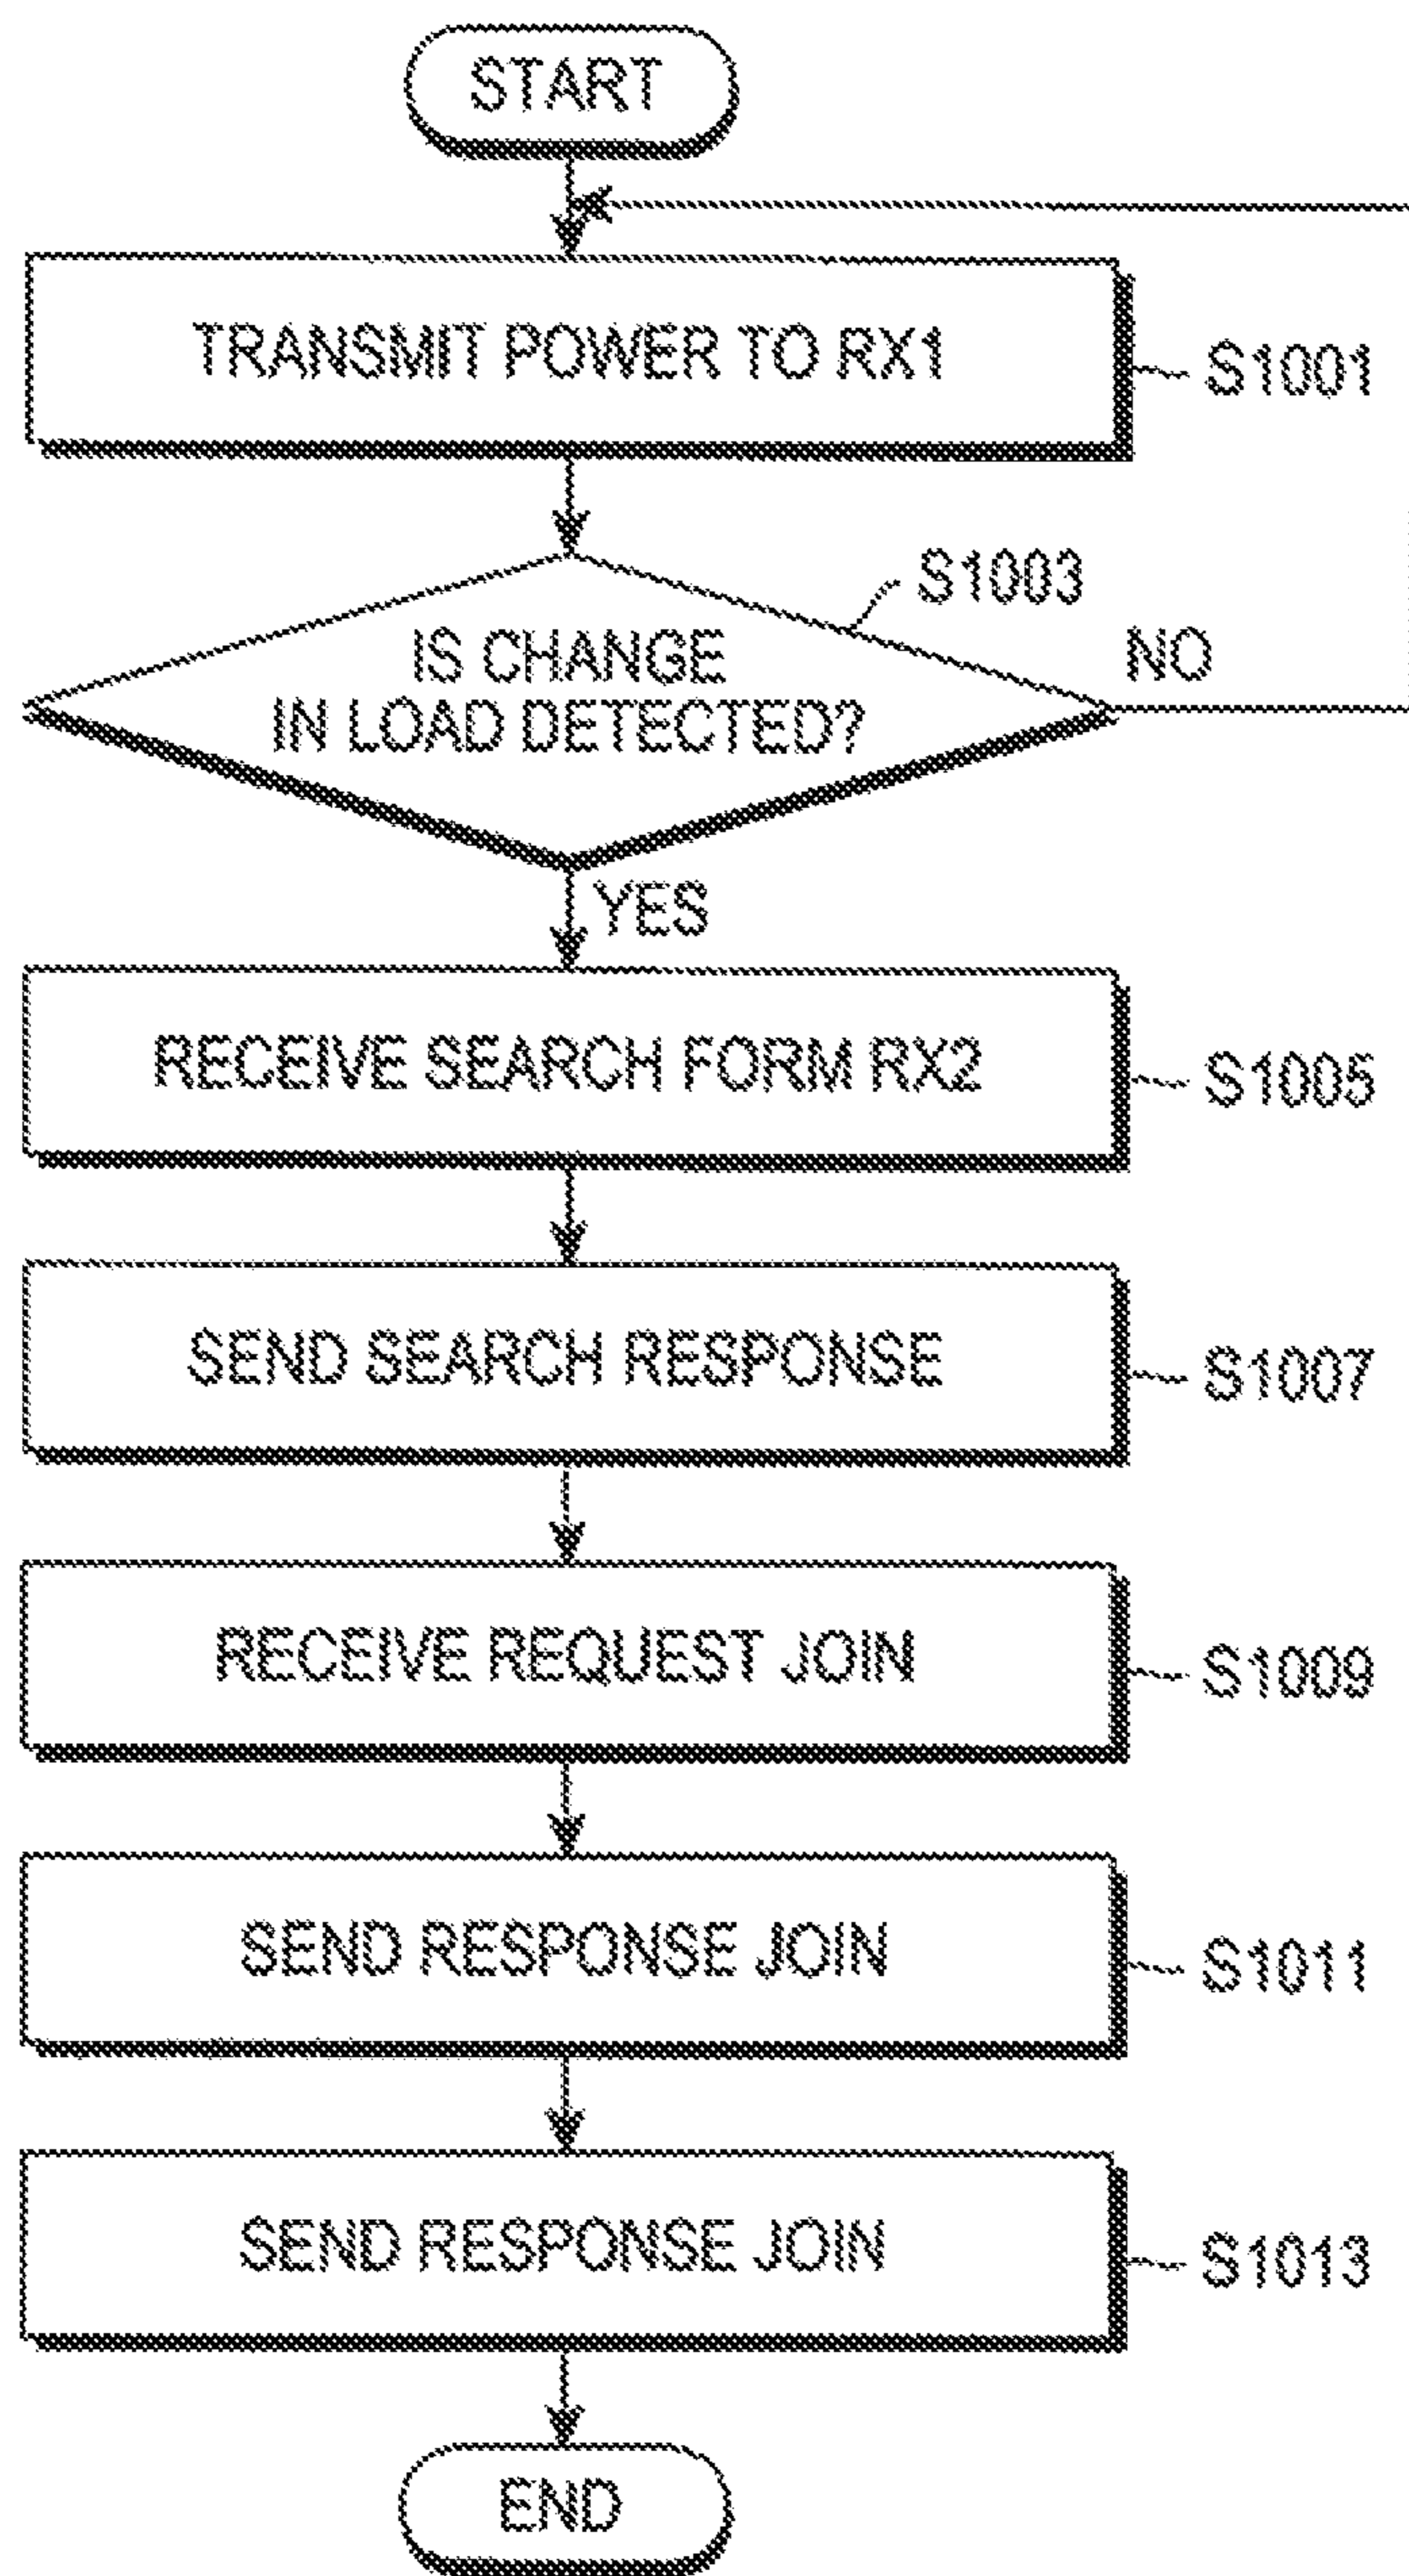 START
TRANSMIT POWER TO RX1
S1001
S1003
IS CHANGE
IN LOAD DETECTED?
NO
YES
RECEIVE SEARCH FORM RX2
S1005
SEND SEARCH RESPONSE
S1007
RECEIVE REQUEST JOIN
S1009
SEND RESPONSE JOIN
S1011
SEND RESPONSE JOIN
S1013
END